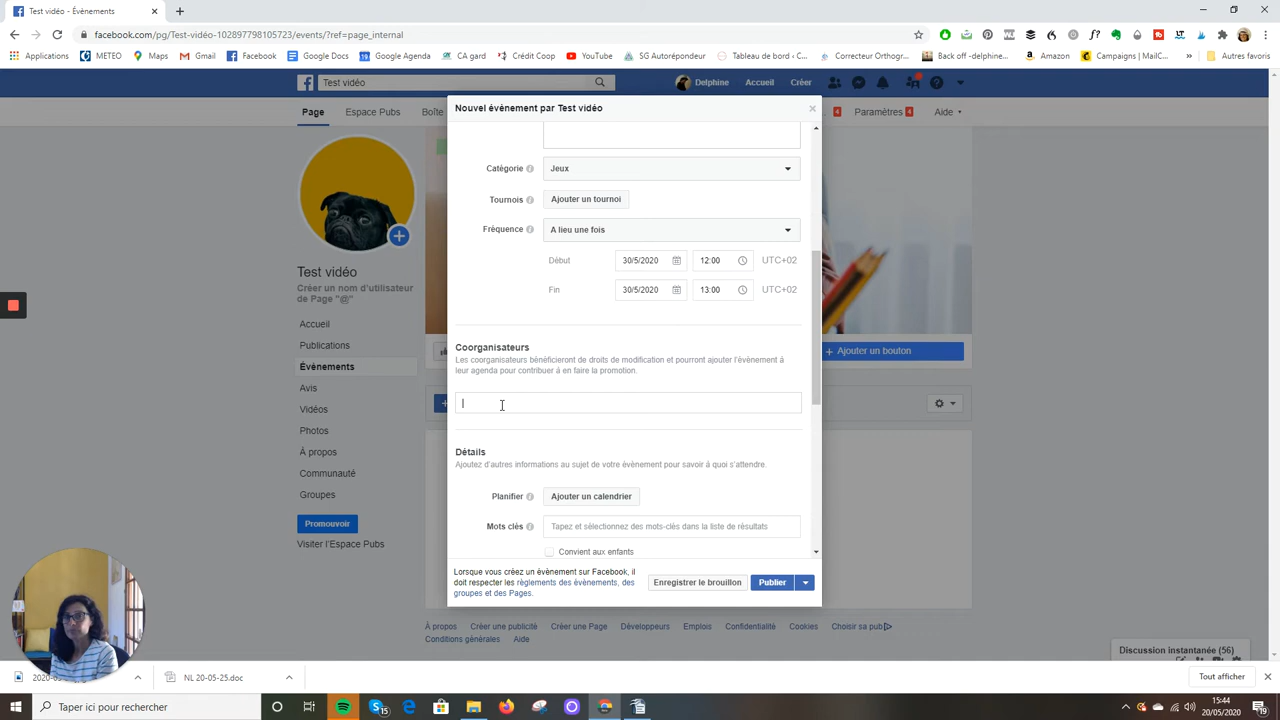 Test vidéo - Événements
facebook.com/pg/Test-vidéo-102897798105723/events/?ref=page_internal
Applications
METEO
Maps
Gmail
Facebook
Google Docs
Google Agenda
CA gard
Crédit Coop
YouTube
SG Autorépondeur
Tableau de bord ‹ C...
Correcteur Orthogr...
Back off -delphine...
Amazon
Campaigns | MailC...
Autres favoris
Test vidéo
Delphine
Accueil
Créer
Page
Espace Pubs
Boîte
4
Paramètres
4
Aide
Nouvel évènement par Test vidéo
Catégorie
Jeux
Tournois
Ajouter un tournoi
Fréquence
A lieu une fois
Début
30/5/2020
12:00
UTC+02
Fin
30/5/2020
13:00
UTC+02
Coorganisateurs
Les coorganisateurs bénéficieront de droits de modification et pourront ajouter l'évènement à
leur agenda pour contribuer à en faire la promotion.
Détails
Ajoutez d'autres informations au sujet de votre évènement pour savoir à quoi s'attendre.
Planifier
Ajouter un calendrier
Mots clés
Tapez et sélectionnez des mots-clés dans la liste de résultats
Convient aux enfants
Lorsque vous créez un évènement sur Facebook, il
doit respecter les règlements des évènements, des
groupes et des Pages.
Enregistrer le brouillon
Publier
Test vidéo
Créer un nom d'utilisateur
de Page "@"
Accueil
Publications
Évènements
Avis
Vidéos
Photos
À propos
Communauté
Groupes
Promouvoir
Visiter l'Espace Pubs
+ Ajouter un bouton
À propos
Créer une publicité
Créer une Page
Développeurs
Emplois
Confidentialité
Cookies
Choisir sa pub
Conditions générales
Aide
Discussion instantanée (56)
NL 20-05-25.doc
Tout afficher
Taper ici pour rechercher
15
15:44
20/05/2020